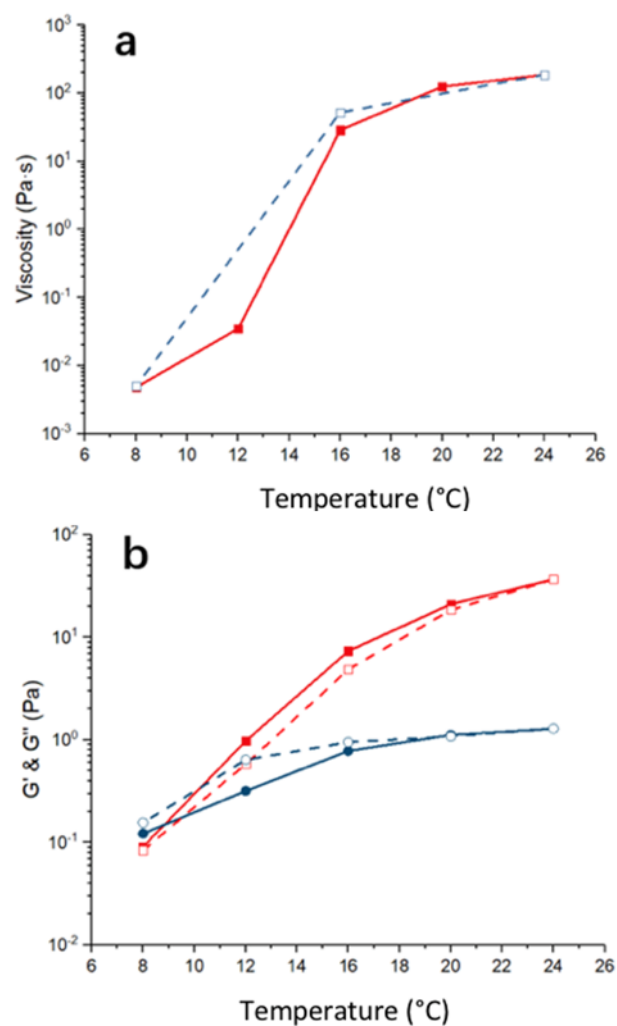 a
10³
10²
10¹
10⁰
10⁻¹
10⁻²
10⁻³
Viscosity (Pa·s)
6 8 10 12 14 16 18 20 22 24 26
Temperature (°C)
b
10²
10¹
10⁰
10⁻¹
10⁻²
G' & G'' (Pa)
6 8 10 12 14 16 18 20 22 24 26
Temperature (°C)